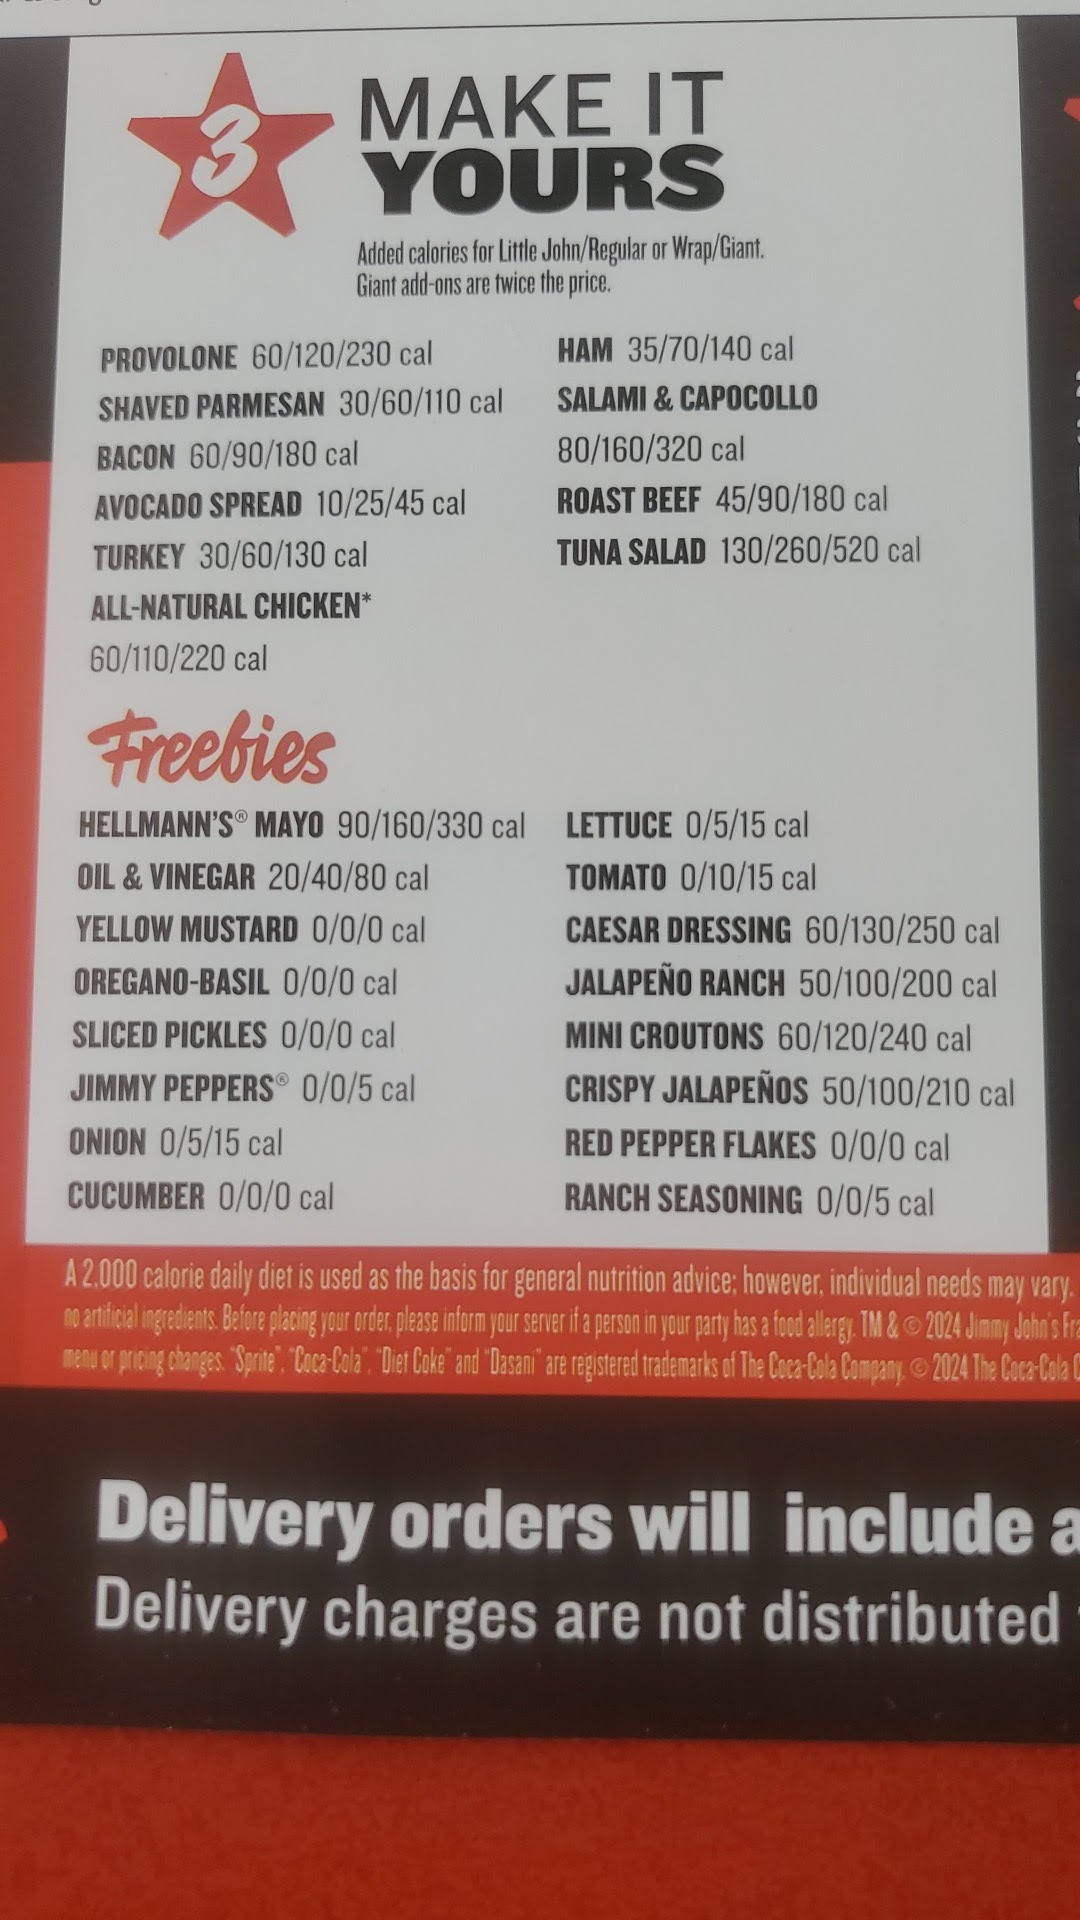 3
MAKE IT
YOURS
Added calories for Little John/Regular or Wrap/Giant.
Giant add-ons are twice the price.
PROVOLONE 60/120/230 cal
SHAVED PARMESAN 30/60/110 cal
BACON 60/90/180 cal
AVOCADO SPREAD 10/25/45 cal
TURKEY 30/60/130 cal
ALL-NATURAL CHICKEN*
60/110/220 cal
HAM 35/70/140 cal
SALAMI & CAPOCOLLO
80/160/320 cal
ROAST BEEF 45/90/180 cal
TUNA SALAD 130/260/520 cal
Freebies
HELLMANN'S® MAYO 90/160/330 cal
OIL & VINEGAR 20/40/80 cal
YELLOW MUSTARD 0/0/0 cal
OREGANO-BASIL 0/0/0 cal
SLICED PICKLES 0/0/0 cal
JIMMY PEPPERS® 0/0/5 cal
ONION 0/5/15 cal
CUCUMBER 0/0/0 cal
LETTUCE 0/5/15 cal
TOMATO 0/10/15 cal
CAESAR DRESSING 60/130/250 cal
JALAPEÑO RANCH 50/100/200 cal
MINI CROUTONS 60/120/240 cal
CRISPY JALAPEÑOS 50/100/210 cal
RED PEPPER FLAKES 0/0/0 cal
RANCH SEASONING 0/0/5 cal
A 2,000 calorie daily diet is used as the basis for general nutrition advice; however, individual needs may vary.
no artificial ingredients. Before placing your order, please inform your server if a person in your party has a food allergy. TM & © 2024 Jimmy John's Fra
menu or pricing changes. "Sprite", "Coca-Cola", "Diet Coke" and "Dasani" are registered trademarks of The Coca-Cola Company. © 2024 The Coca-Cola C
Delivery orders will include a
Delivery charges are not distributed